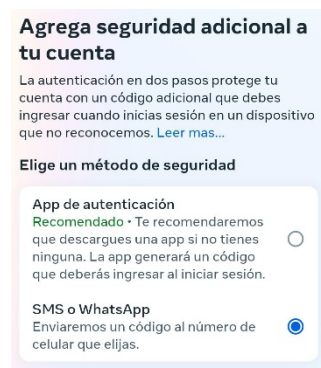 Agrega seguridad adicional a
tu cuenta
La autenticación en dos pasos protege tu
cuenta con un código adicional que debes
ingresar cuando inicias sesión en un dispositivo
que no reconocemos. Leer mas...
Elige un método de seguridad
App de autenticación
Recomendado • Te recomendaremos
que descargues una app si no tienes
ninguna. La app generará un código
que deberás ingresar al iniciar sesión.
SMS o WhatsApp
Enviaremos un código al número de
celular que elijas.